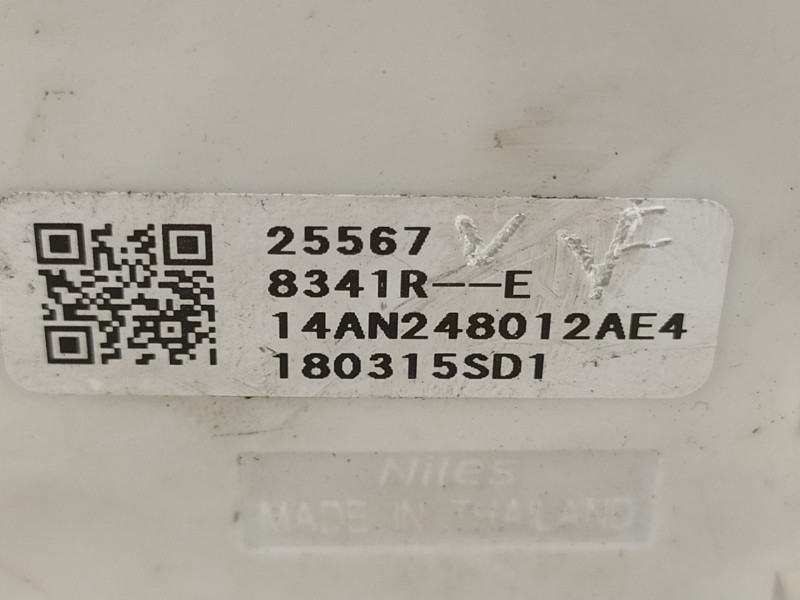 25567
8341R--E
14AN248012AE4
180315SD1
Niles
MADE IN THAILAND